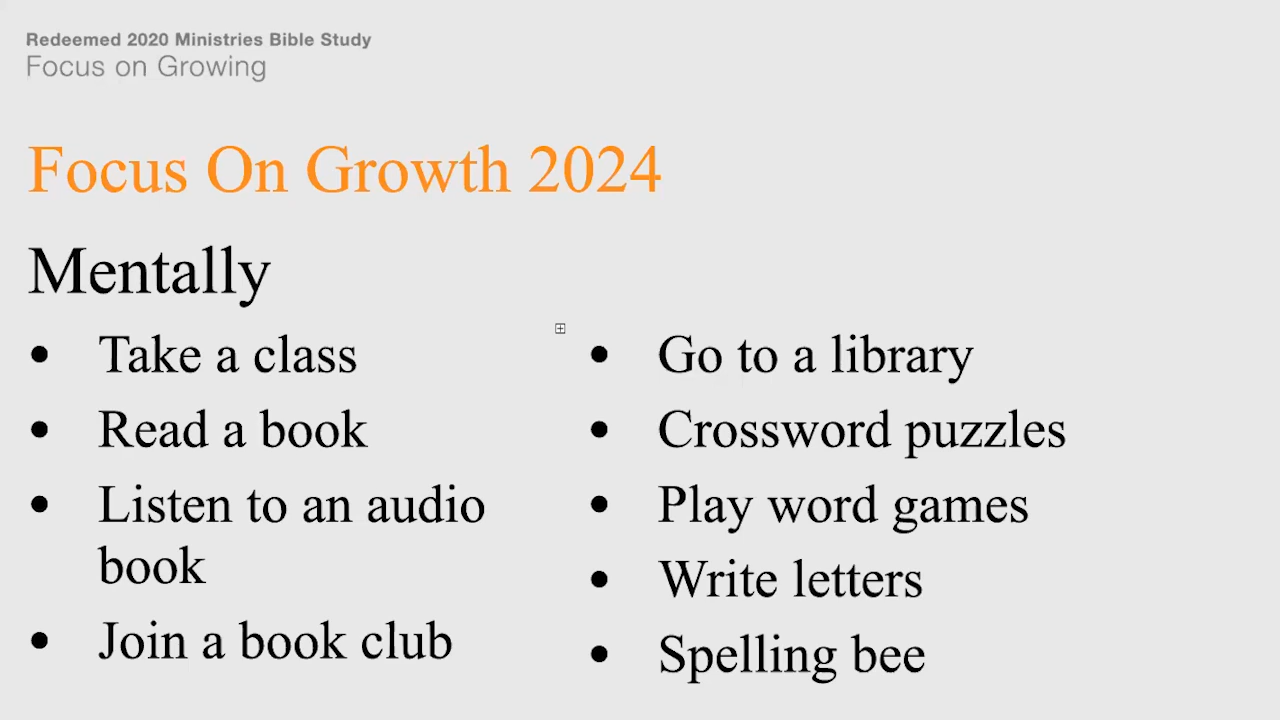 Redeemed 2020 Ministries Bible Study
Focus on Growing
Focus On Growth 2024
Mentally
• Take a class
• Read a book
• Listen to an audio
book
• Join a book club
• Go to a library
• Crossword puzzles
• Play word games
• Write letters
• Spelling bee